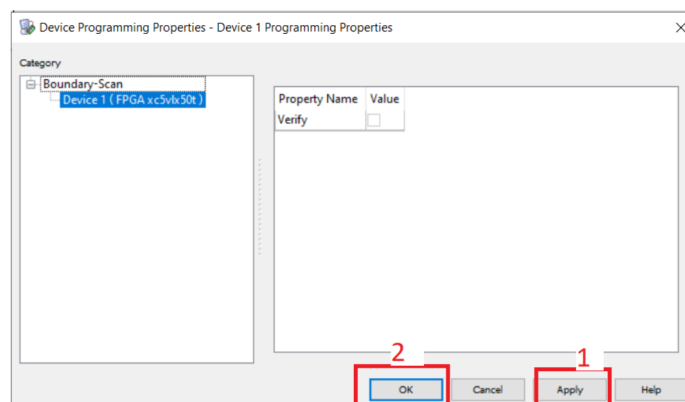 Device Programming Properties - Device 1 Programming Properties
Category
Boundary-Scan
Device 1 ( FPGA xc5vlx50t )
Property Name Value
Verify
2 1
OK Cancel Apply Help